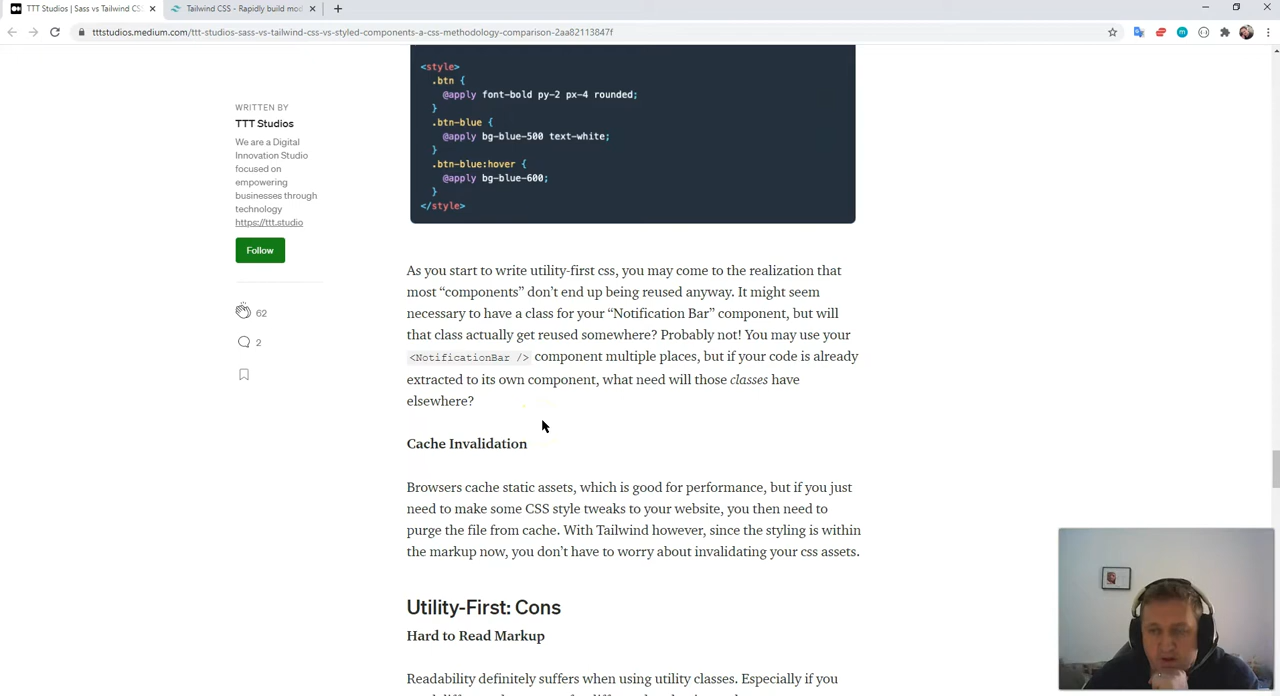 TTT Studios | Sass vs Tailwind CSS
Tailwind CSS - Rapidly build mod
tttstudios.medium.com/ttt-studios-sass-vs-tailwind-css-vs-styled-components-a-css-methodology-comparison-2aa82113847f
<style>
.btn {
@apply font-bold py-2 px-4 rounded;
}
.btn-blue {
@apply bg-blue-500 text-white;
}
.btn-blue:hover {
@apply bg-blue-600;
}
</style>
WRITTEN BY
TTT Studios
We are a Digital
Innovation Studio
focused on
empowering
businesses through
technology
https://ttt.studio
Follow
62
2
As you start to write utility-first css, you may come to the realization that
most “components” don’t end up being reused anyway. It might seem
necessary to have a class for your “Notification Bar” component, but will
that class actually get reused somewhere? Probably not! You may use your
<NotificationBar /> component multiple places, but if your code is already
extracted to its own component, what need will those classes have
elsewhere?
Cache Invalidation
Browsers cache static assets, which is good for performance, but if you just
need to make some CSS style tweaks to your website, you then need to
purge the file from cache. With Tailwind however, since the styling is within
the markup now, you don’t have to worry about invalidating your css assets.
Utility-First: Cons
Hard to Read Markup
Readability definitely suffers when using utility classes. Especially if you